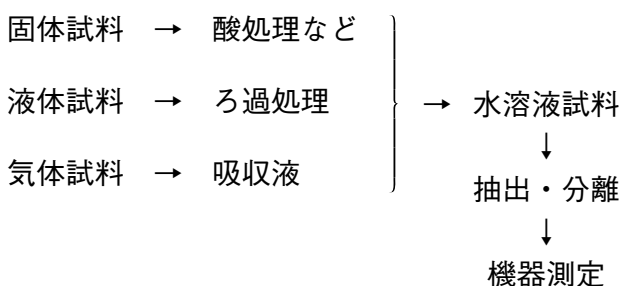 固体試料 → 酸処理など
液体試料 → ろ過処理
気体試料 → 吸収液
→ 水溶液試料
↓
抽出・分離
↓
機器測定